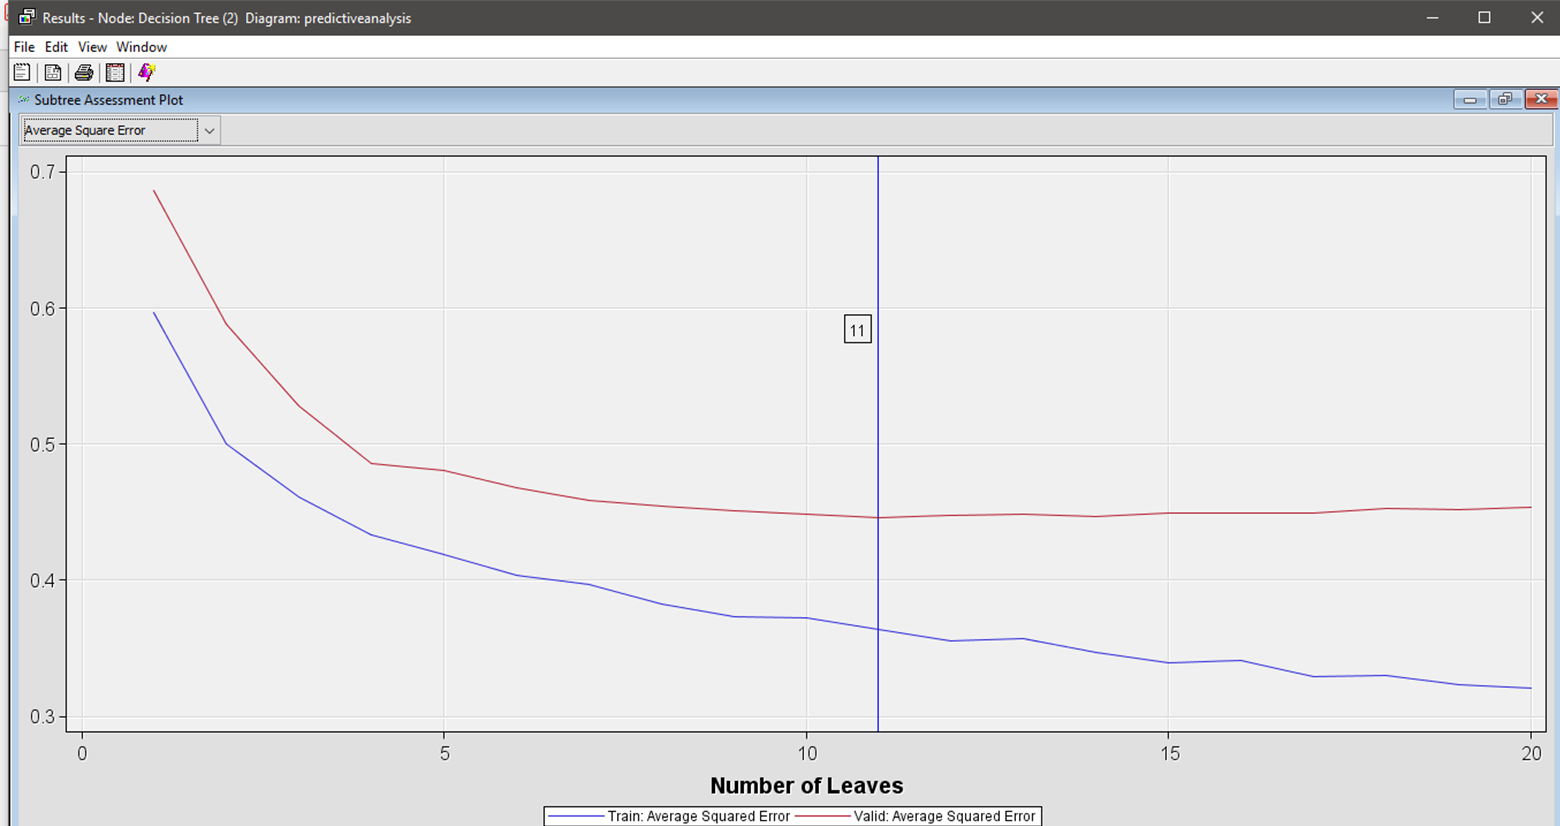 Results - Node: Decision Tree (2)  Diagram: predictiveanalysis
File Edit View Window
Subtree Assessment Plot
Average Square Error
0.7
0.6
11
0.5
0.4
0.3
0 5 10 15 20
Number of Leaves
Train: Average Squared Error Valid: Average Squared Error